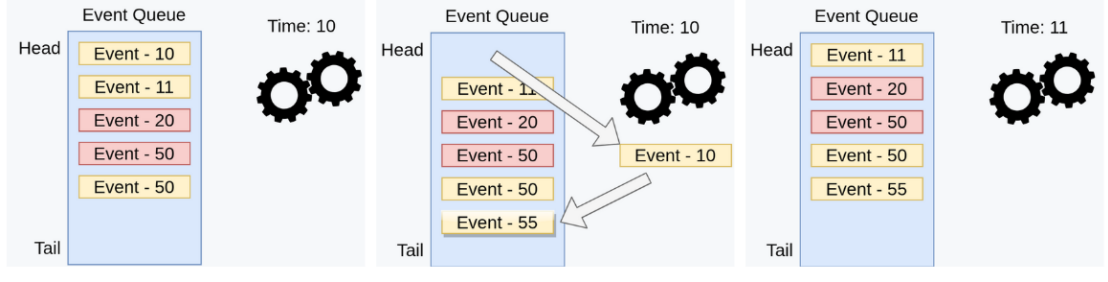 Event Queue
Time: 10
Head
Event - 10
Event - 11
Event - 20
Event - 50
Event - 50
Tail
Event Queue
Time: 10
Head
Event - 11
Event - 20
Event - 50
Event - 10
Event - 50
Event - 55
Tail
Event Queue
Time: 11
Head
Event - 11
Event - 20
Event - 50
Event - 50
Event - 55
Tail